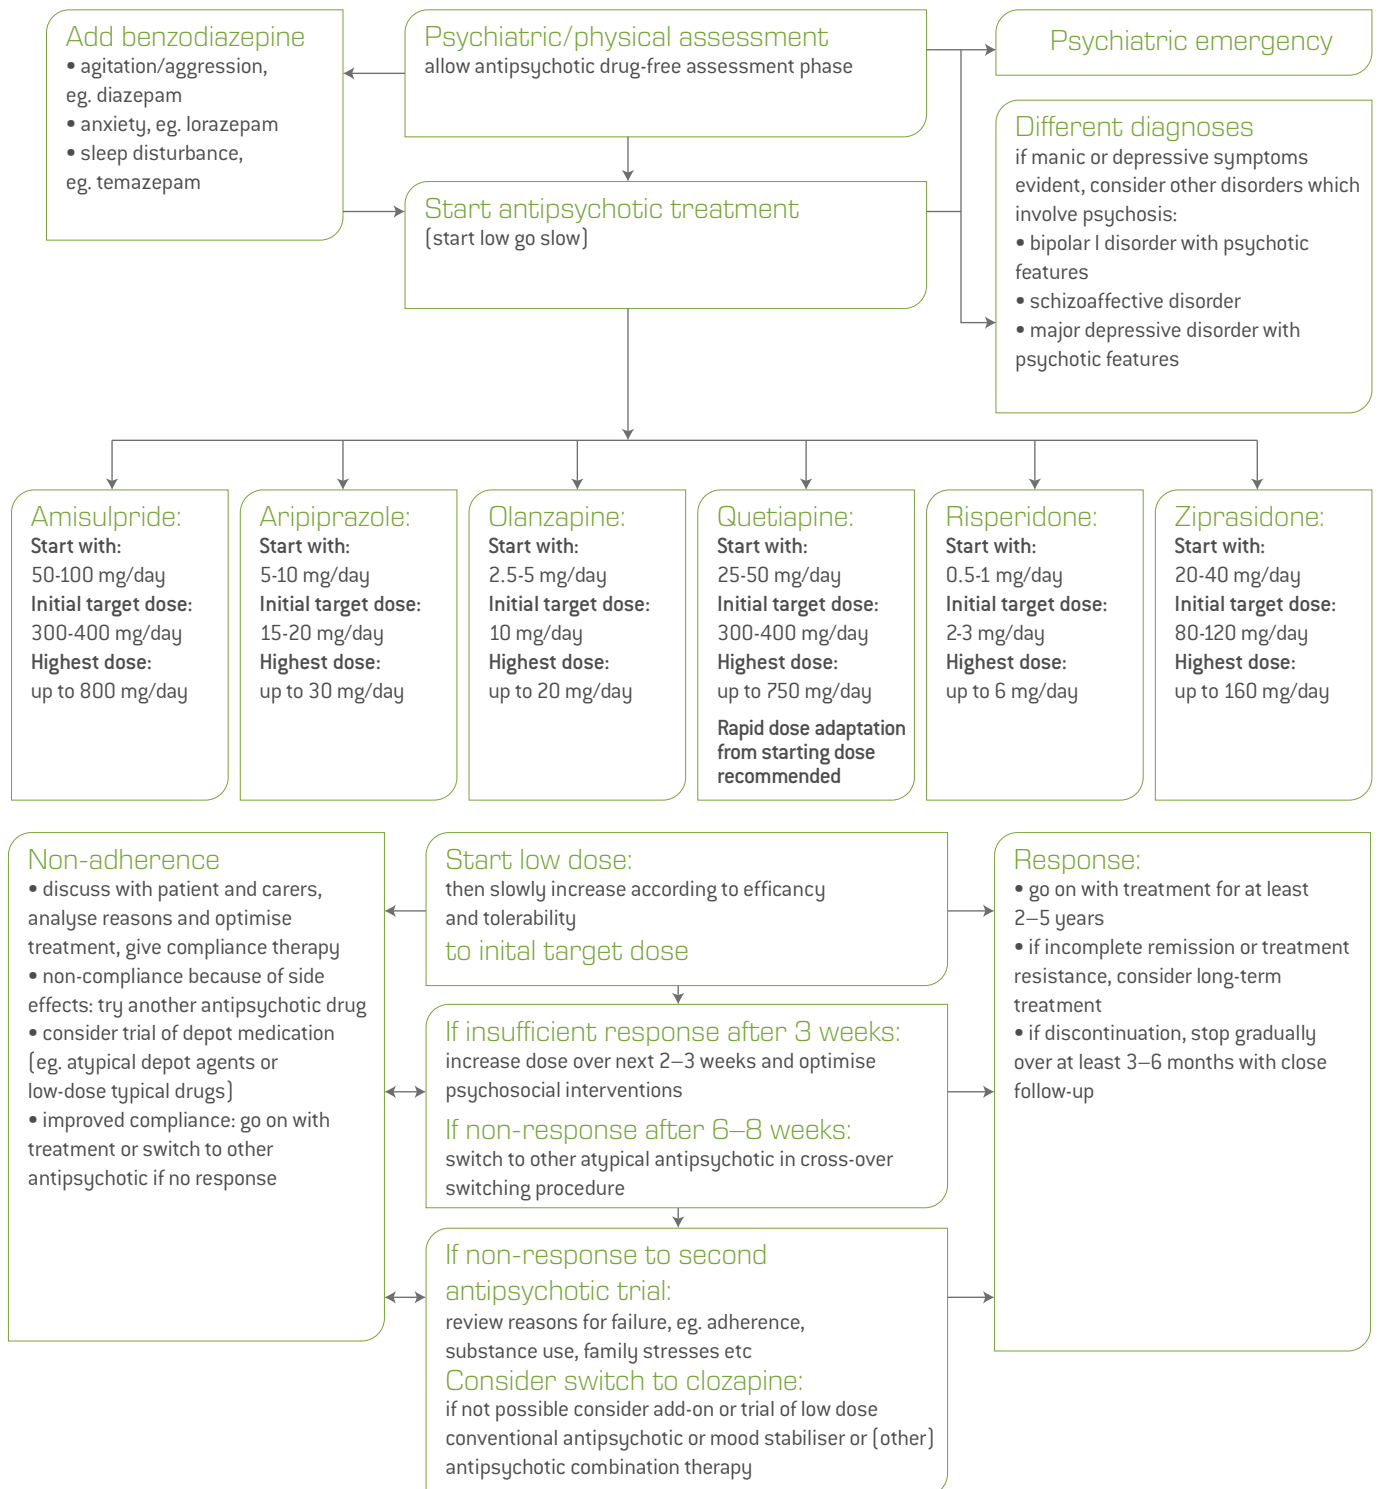 Add benzodiazepine
• agitation/aggression,
eg. diazepam
• anxiety, eg. lorazepam
• sleep disturbance,
eg. temazepam
Psychiatric/physical assessment
allow antipsychotic drug-free assessment phase
Psychiatric emergency
Start antipsychotic treatment
(start low go slow)
Different diagnoses
if manic or depressive symptoms
evident, consider other disorders which
involve psychosis:
• bipolar I disorder with psychotic
features
• schizoaffective disorder
• major depressive disorder with
psychotic features
Amisulpride:
Start with:
50-100 mg/day
Initial target dose:
300-400 mg/day
Highest dose:
up to 800 mg/day
Aripiprazole:
Start with:
5-10 mg/day
Initial target dose:
15-20 mg/day
Highest dose:
up to 30 mg/day
Olanzapine:
Start with:
2.5-5 mg/day
Initial target dose:
10 mg/day
Highest dose:
up to 20 mg/day
Quetiapine:
Start with:
25-50 mg/day
Initial target dose:
300-400 mg/day
Highest dose:
up to 750 mg/day
Rapid dose adaptation
from starting dose
recommended
Risperidone:
Start with:
0.5-1 mg/day
Initial target dose:
2-3 mg/day
Highest dose:
up to 6 mg/day
Ziprasidone:
Start with:
20-40 mg/day
Initial target dose:
80-120 mg/day
Highest dose:
up to 160 mg/day
Non-adherence
• discuss with patient and carers,
analyse reasons and optimise
treatment, give compliance therapy
• non-compliance because of side
effects: try another antipsychotic drug
• consider trial of depot medication
(eg. atypical depot agents or
low-dose typical drugs)
• improved compliance: go on with
treatment or switch to other
antipsychotic if no response
Start low dose:
then slowly increase according to efficancy
and tolerability
to inital target dose
If insufficient response after 3 weeks:
increase dose over next 2–3 weeks and optimise
psychosocial interventions
If non-response after 6–8 weeks:
switch to other atypical antipsychotic in cross-over
switching procedure
If non-response to second
antipsychotic trial:
review reasons for failure, eg. adherence,
substance use, family stresses etc
Consider switch to clozapine:
if not possible consider add-on or trial of low dose
conventional antipsychotic or mood stabiliser or (other)
antipsychotic combination therapy
Response:
• go on with treatment for at least
2–5 years
• if incomplete remission or treatment
resistance, consider long-term
treatment
• if discontinuation, stop gradually
over at least 3–6 months with close
follow-up